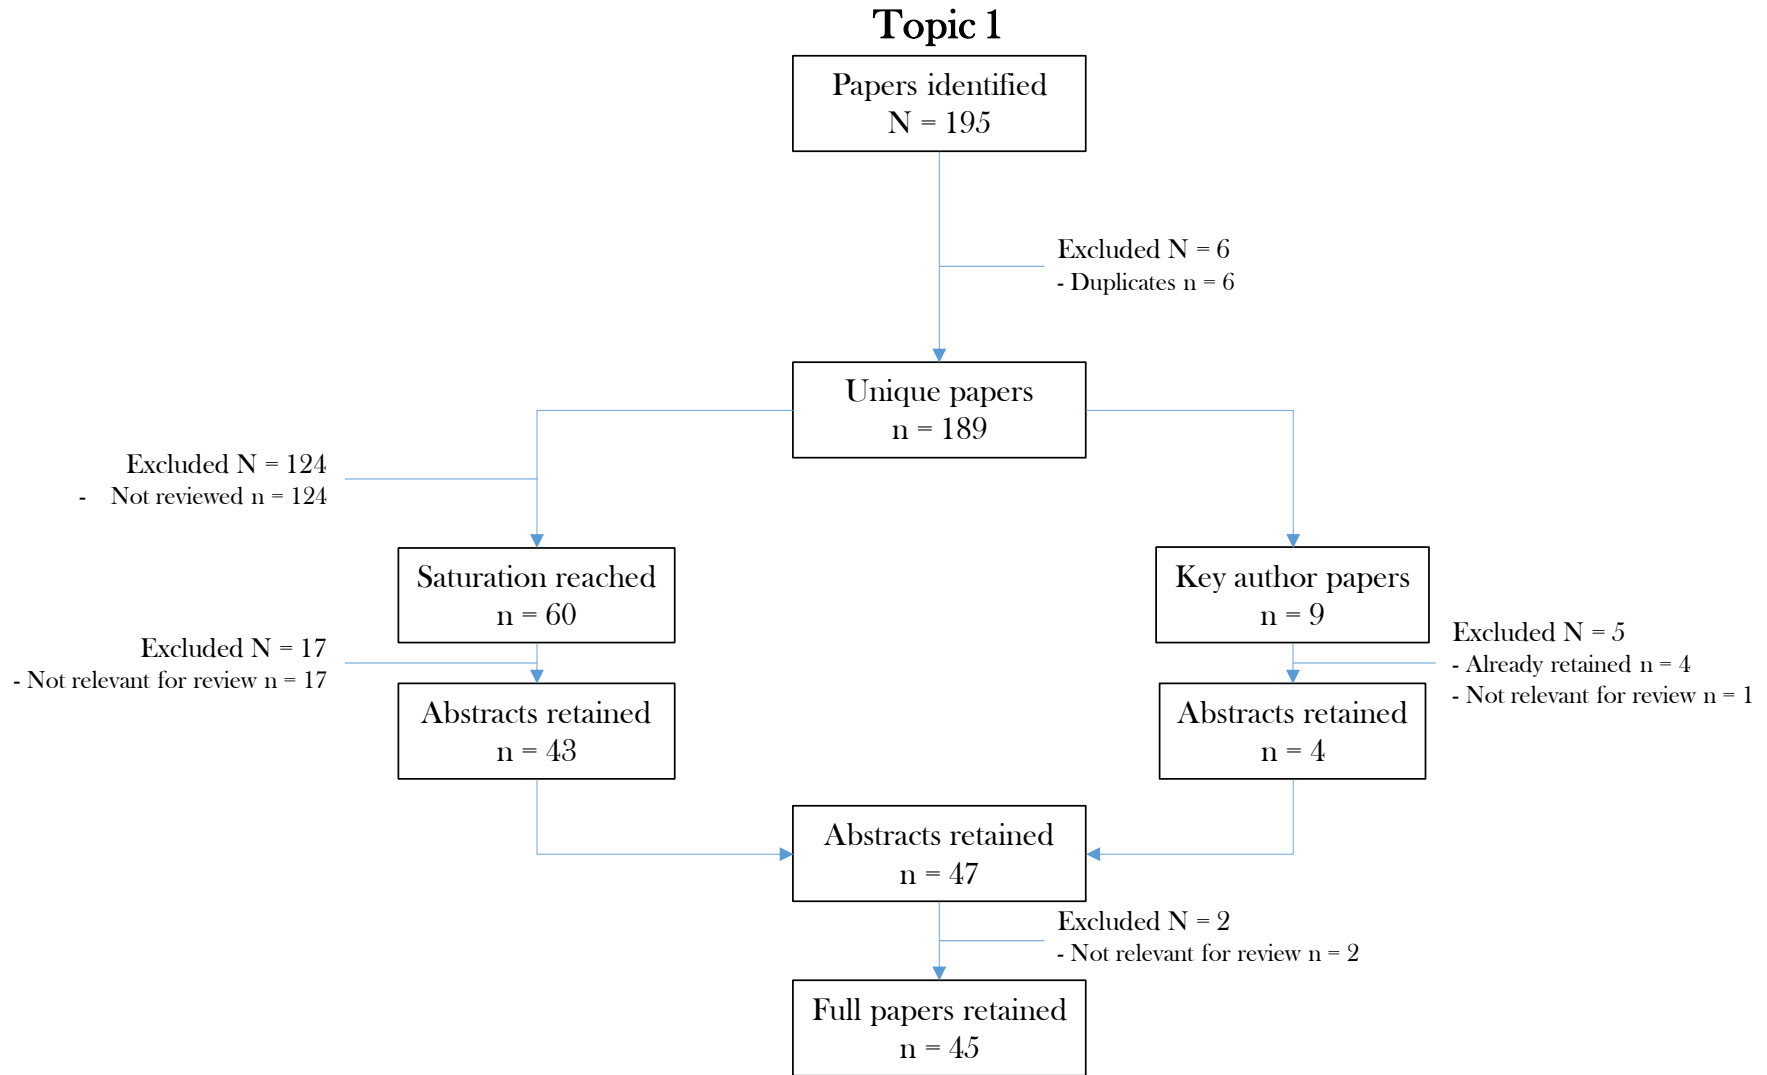 Topic 1
Papers identified
N = 195
Excluded N = 6
- Duplicates n = 6
Unique papers
n = 189
Excluded N = 124
- Not reviewed n = 124
Saturation reached
n = 60
Key author papers
n = 9
Excluded N = 17
- Not relevant for review n = 17
Excluded N = 5
- Already retained n = 4
- Not relevant for review n = 1
Abstracts retained
n = 43
Abstracts retained
n = 4
Abstracts retained
n = 47
Excluded N = 2
- Not relevant for review n = 2
Full papers retained
n = 45